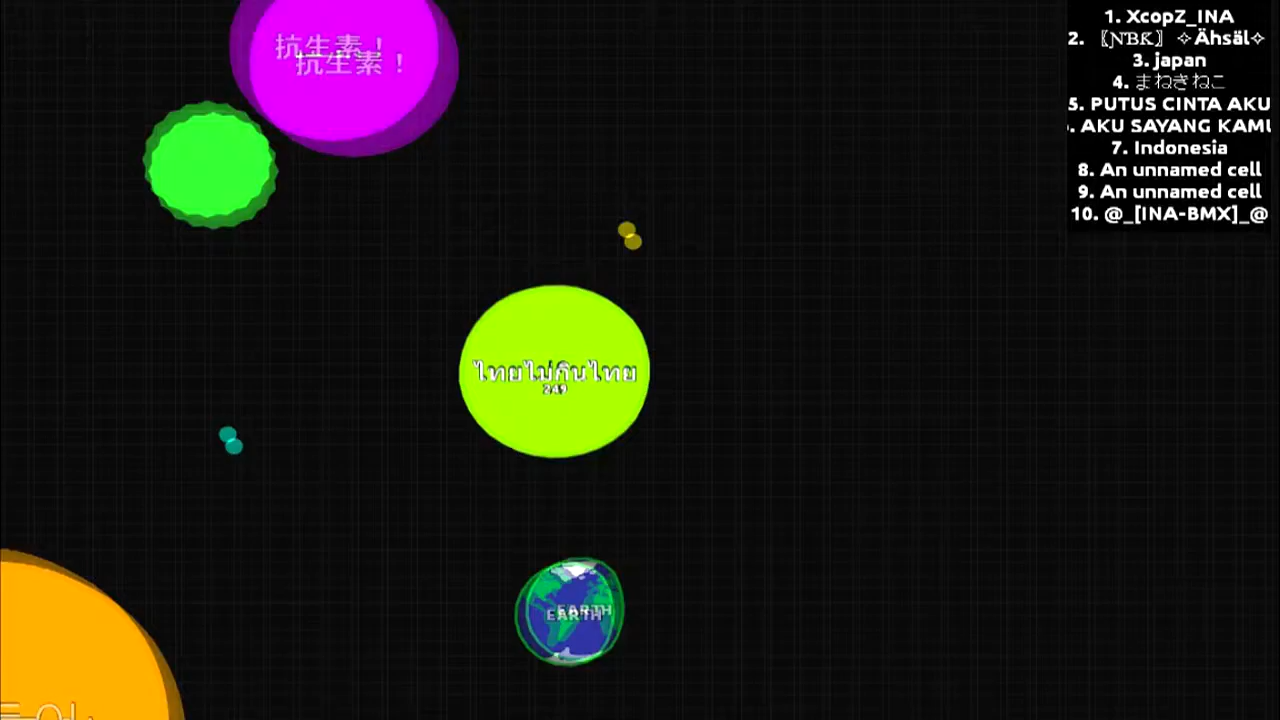 抗生素！
抗生素！
ไทยไม่กินไทย
249
EARTH
EARTH
1. XcopZ_INA
2. 〖ƝƁƘ〗 ✧Ähsäl✧
3. japan
4. まねきねこ
5. PUTUS CINTA AKU
. AKU SAYANG KAMU
7. Indonesia
8. An unnamed cell
9. An unnamed cell
10. @_[INA-BMX]_@